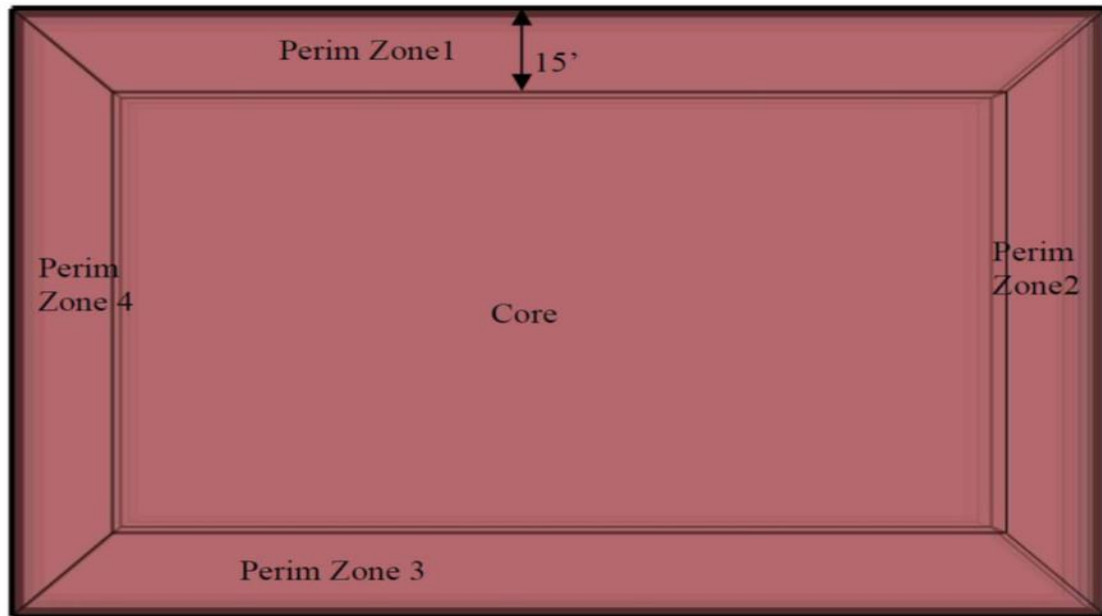 Perim Zone1
15’
Perim
Zone 4
Core
Perim
Zone2
Perim Zone 3